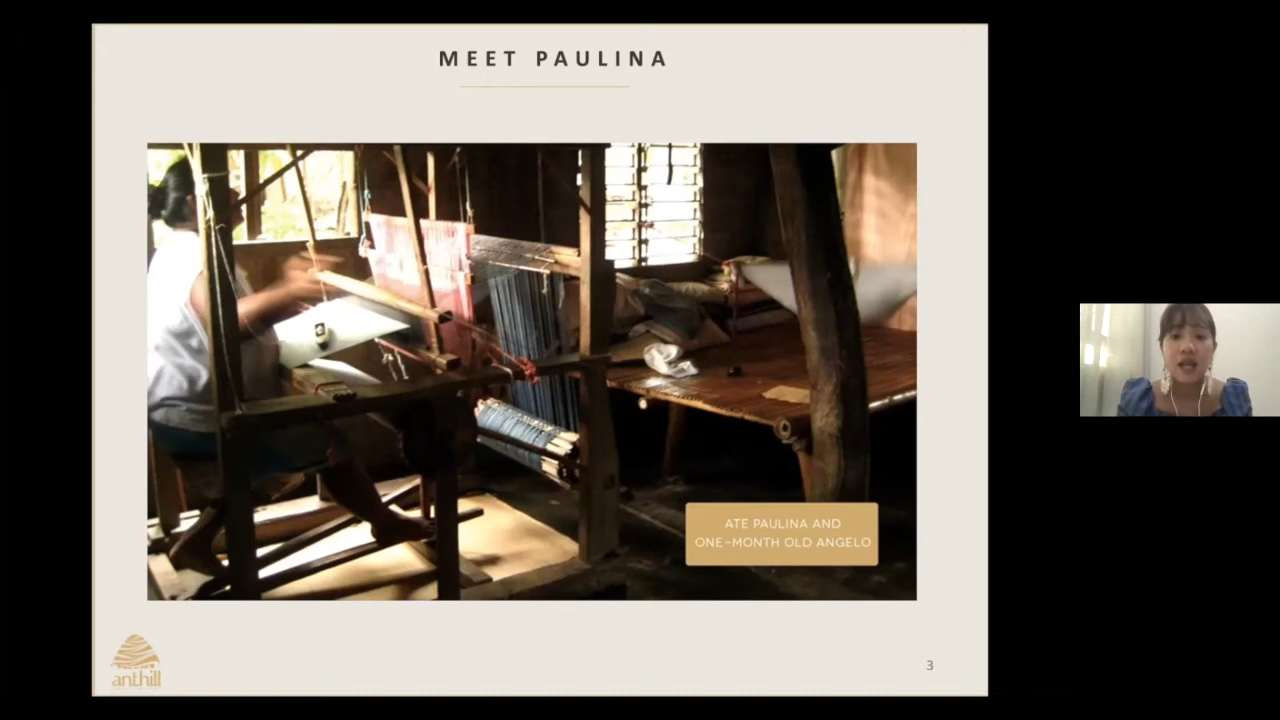 MEET PAULINA
ATE PAULINA AND
ONE-MONTH OLD ANGELO
anthill
3